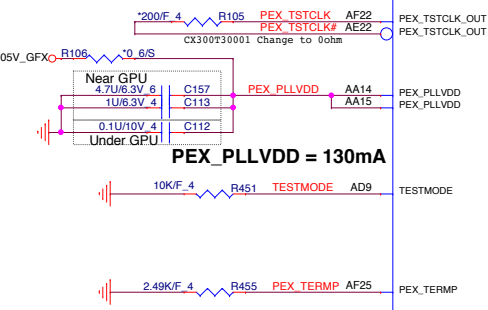 *200/F_4 R105 PEX_TSTCLK AF22 PEX_TSTCLK_OUT
PEX_TSTCLK# AE22 PEX_TSTCLK_OUT
CX300T30001 Change to 0ohm
05V_GFX R106 *0_6/S
Near GPU
4.7U/6.3V_6 C157 PEX_PLLVDD AA14 PEX_PLLVDD
1U/6.3V_4 C113 AA15 PEX_PLLVDD
0.1U/10V_4 C112
Under GPU
PEX_PLLVDD = 130mA
10K/F_4 R451 TESTMODE AD9 TESTMODE
2.49K/F_4 R455 PEX_TERMP AF25 PEX_TERMP